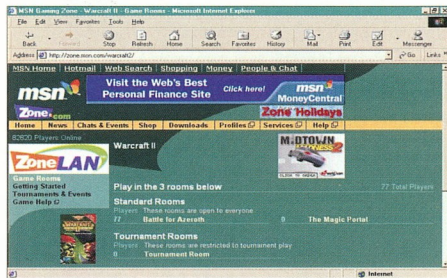 MSN Gaming Zone - Warcraft II - Game Rooms - Microsoft Internet Explorer
File Edit View Favorites Tools Help
Back Stop Refresh Home Search Favorites History Mail Print Edit Messenger
Address http://zone.msn.com/warcraft2/ Go Links
MSN Home | Hotmail | Web Search | Shopping | Money | People & Chat
msn
Visit the Web's Best
Personal Finance Site
Click here!
msn
MoneyCentral
Zone.com
Zone Holidays
Home News Chats & Events Shop Downloads Profiles Services Help
82620 Players Online
ZoneLAN
Game Rooms
Getting Started
Tournaments & Events
Game Help
Warcraft II
MIDTOWN
Play in the 3 rooms below 77 Total Players
Standard Rooms
Players These rooms are open to everyone
77 Battle for Azeroth 0 The Magic Portal
Tournament Rooms
Players These rooms are restricted to tournament play
0 Tournament Room
Internet